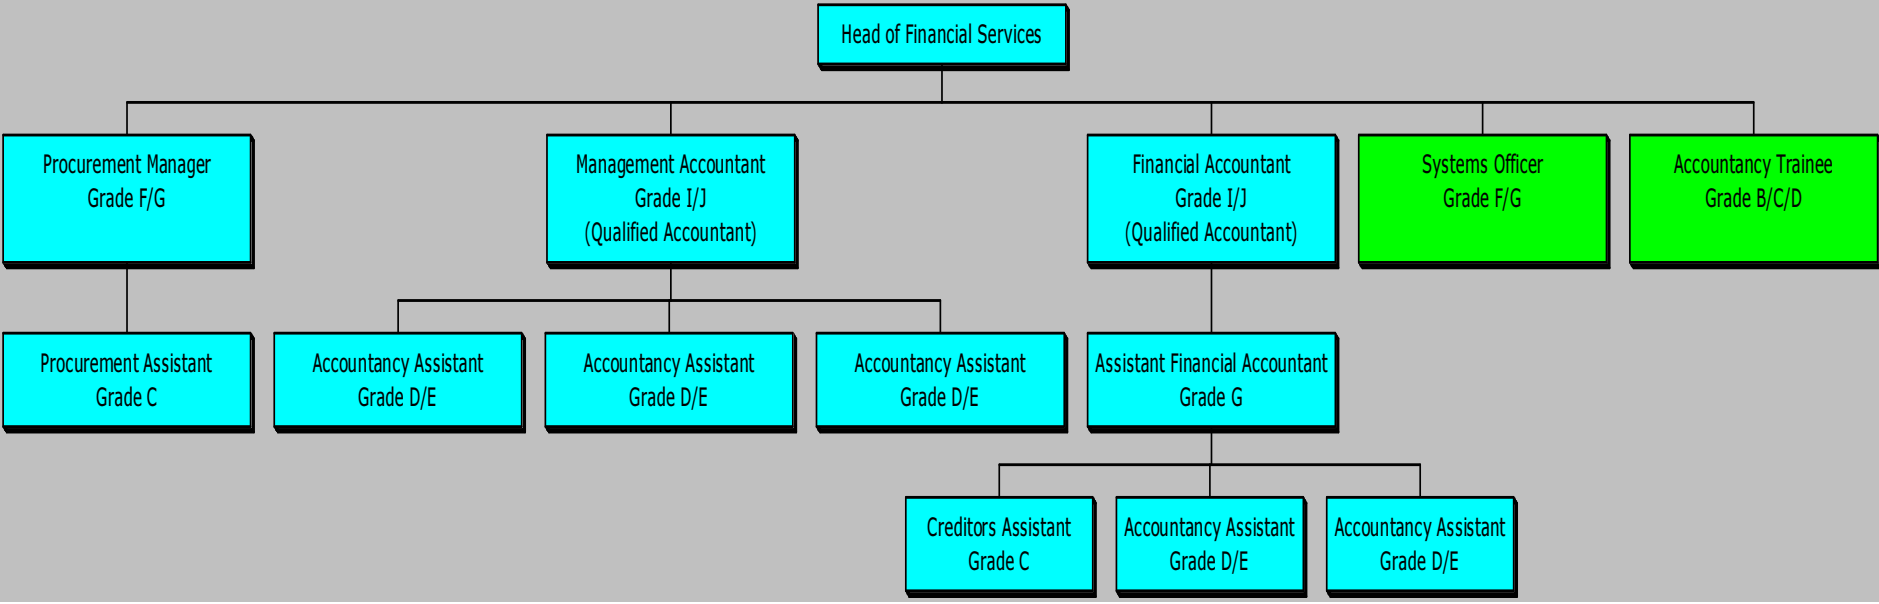 Head of Financial Services
Procurement Manager
Grade F/G
Management Accountant
Grade I/J
(Qualified Accountant)
Financial Accountant
Grade I/J
(Qualified Accountant)
Systems Officer
Grade F/G
Accountancy Trainee
Grade B/C/D
Procurement Assistant
Grade C
Accountancy Assistant
Grade D/E
Accountancy Assistant
Grade D/E
Accountancy Assistant
Grade D/E
Assistant Financial Accountant
Grade G
Creditors Assistant
Grade C
Accountancy Assistant
Grade D/E
Accountancy Assistant
Grade D/E